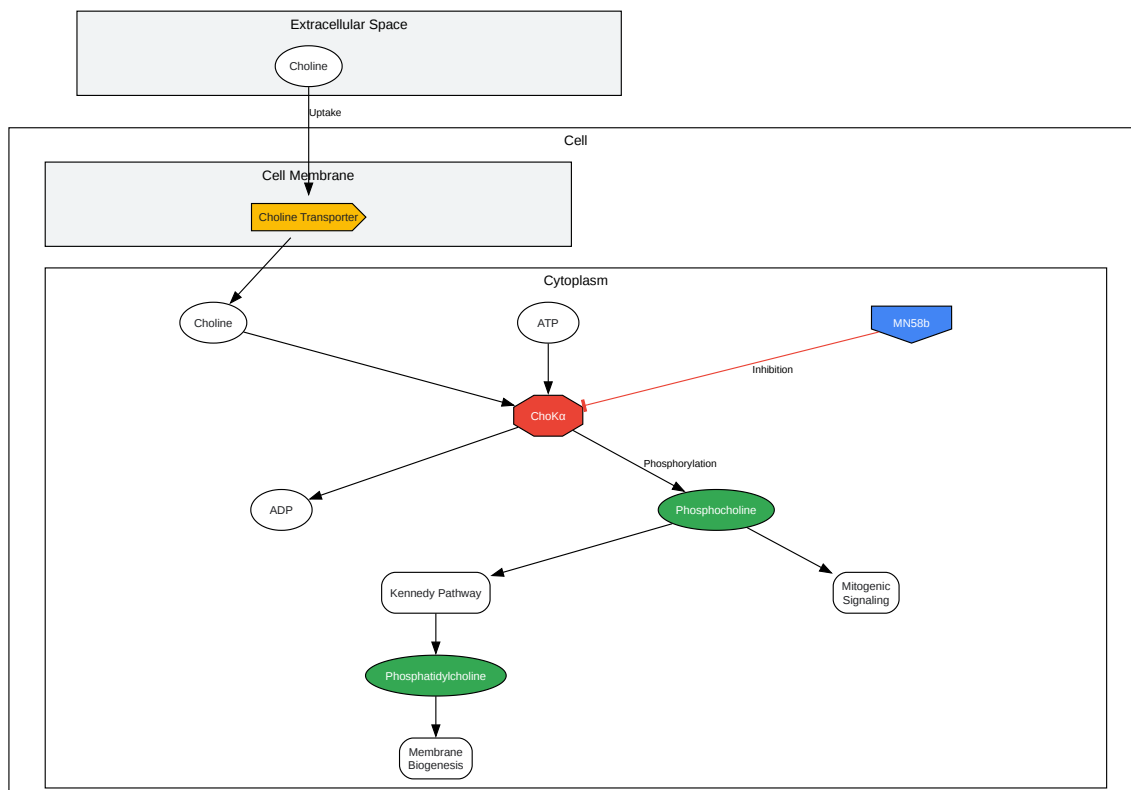 Extracellular Space
Choline
Uptake
Cell
Cell Membrane
Choline Transporter
Cytoplasm
Choline
ATP
MN58b
Inhibition
ChoKα
Phosphorylation
ADP
Phosphocholine
Kennedy Pathway
Mitogenic
Signaling
Phosphatidylcholine
Membrane
Biogenesis